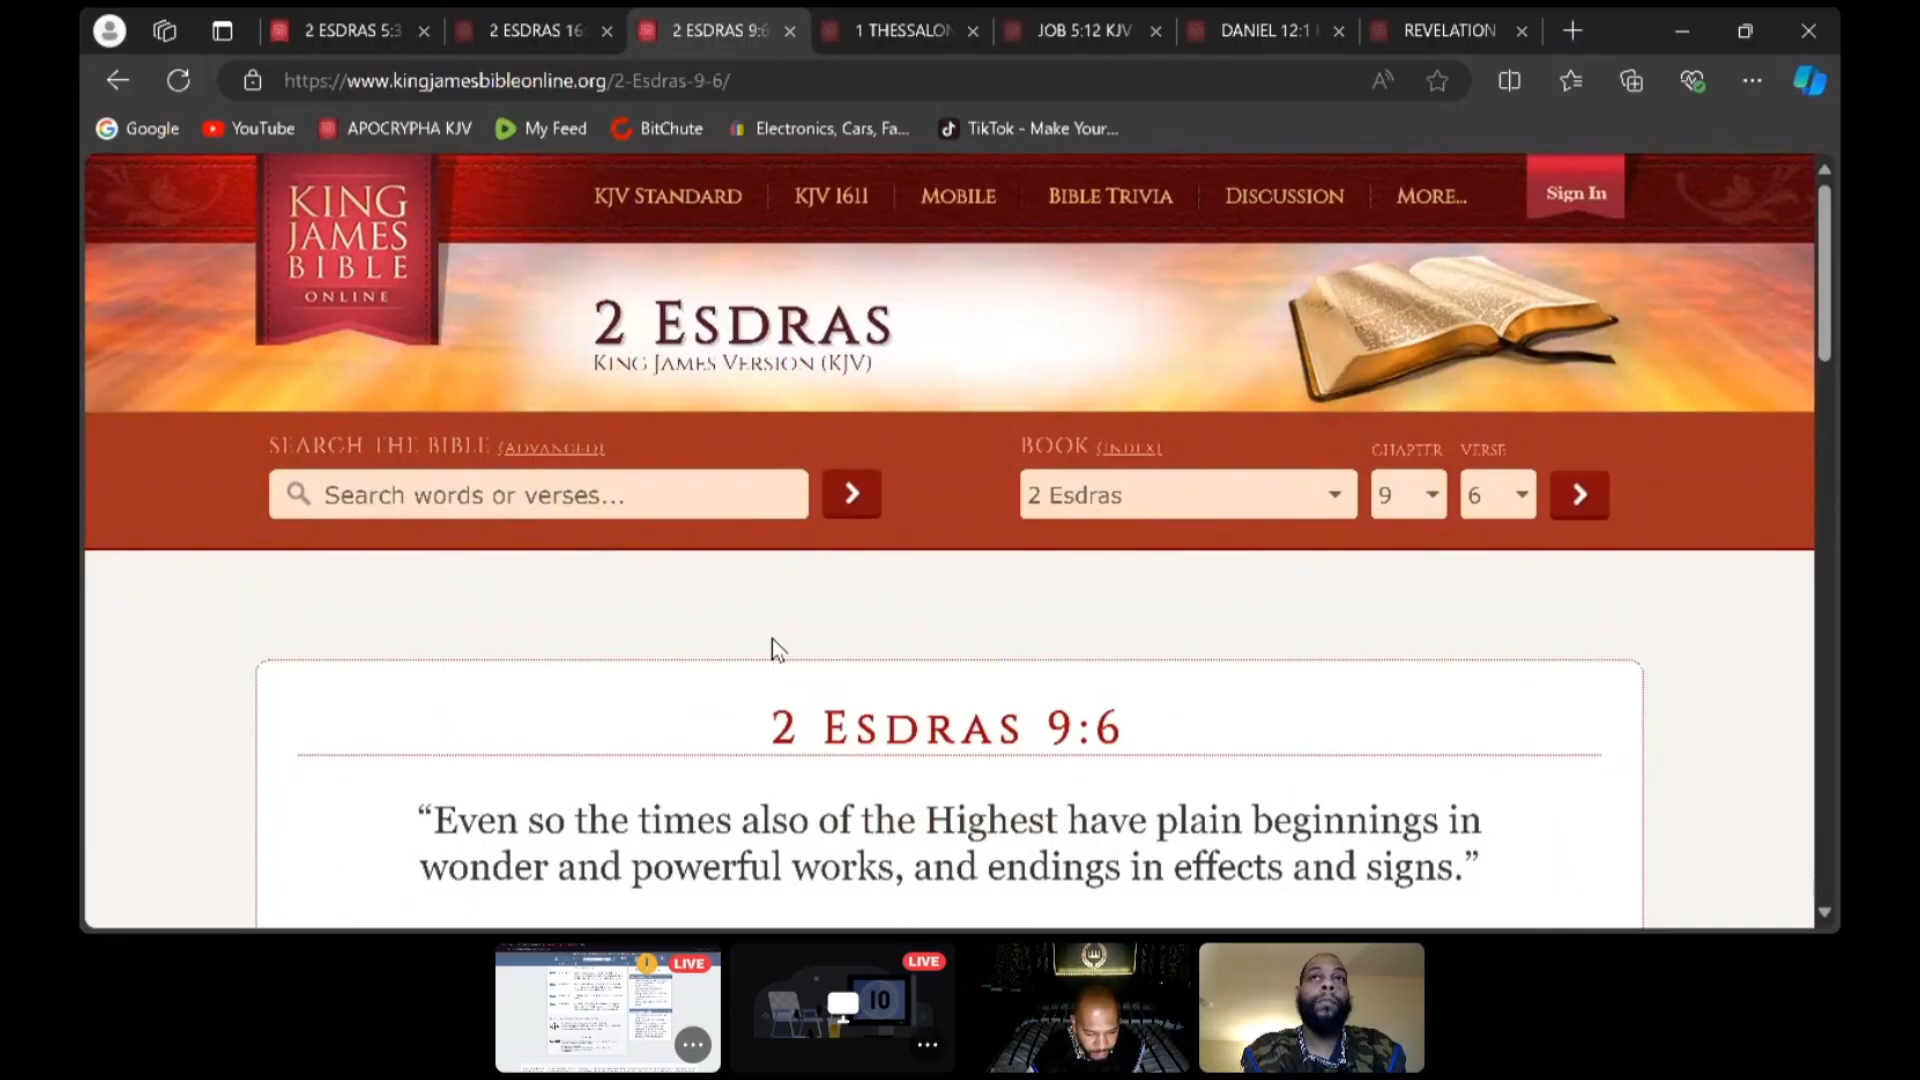 2 ESDRAS 5:3
2 ESDRAS 16
2 ESDRAS 9:6
1 THESSALON
JOB 5:12 KJV
DANIEL 12:1
REVELATION
https://www.kingjamesbibleonline.org/2-Esdras-9-6/
Google
YouTube
APOCRYPHA KJV
My Feed
BitChute
Electronics, Cars, Fa...
TikTok - Make Your...
KING
JAMES
BIBLE
ONLINE
KJV STANDARD
KJV 1611
MOBILE
BIBLE TRIVIA
DISCUSSION
MORE...
Sign In
2 ESDRAS
KING JAMES VERSION (KJV)
SEARCH THE BIBLE (ADVANCED)
BOOK (INDEX)
CHAPTER
VERSE
Search words or verses...
2 Esdras
9
6
2 ESDRAS 9:6
“Even so the times also of the Highest have plain beginnings in
wonder and powerful works, and endings in effects and signs.”
LIVE
LIVE
10